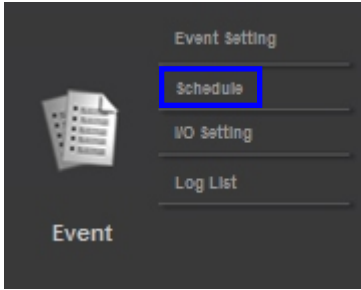 Event Setting
Schedule
I/O Setting
Log List
Event